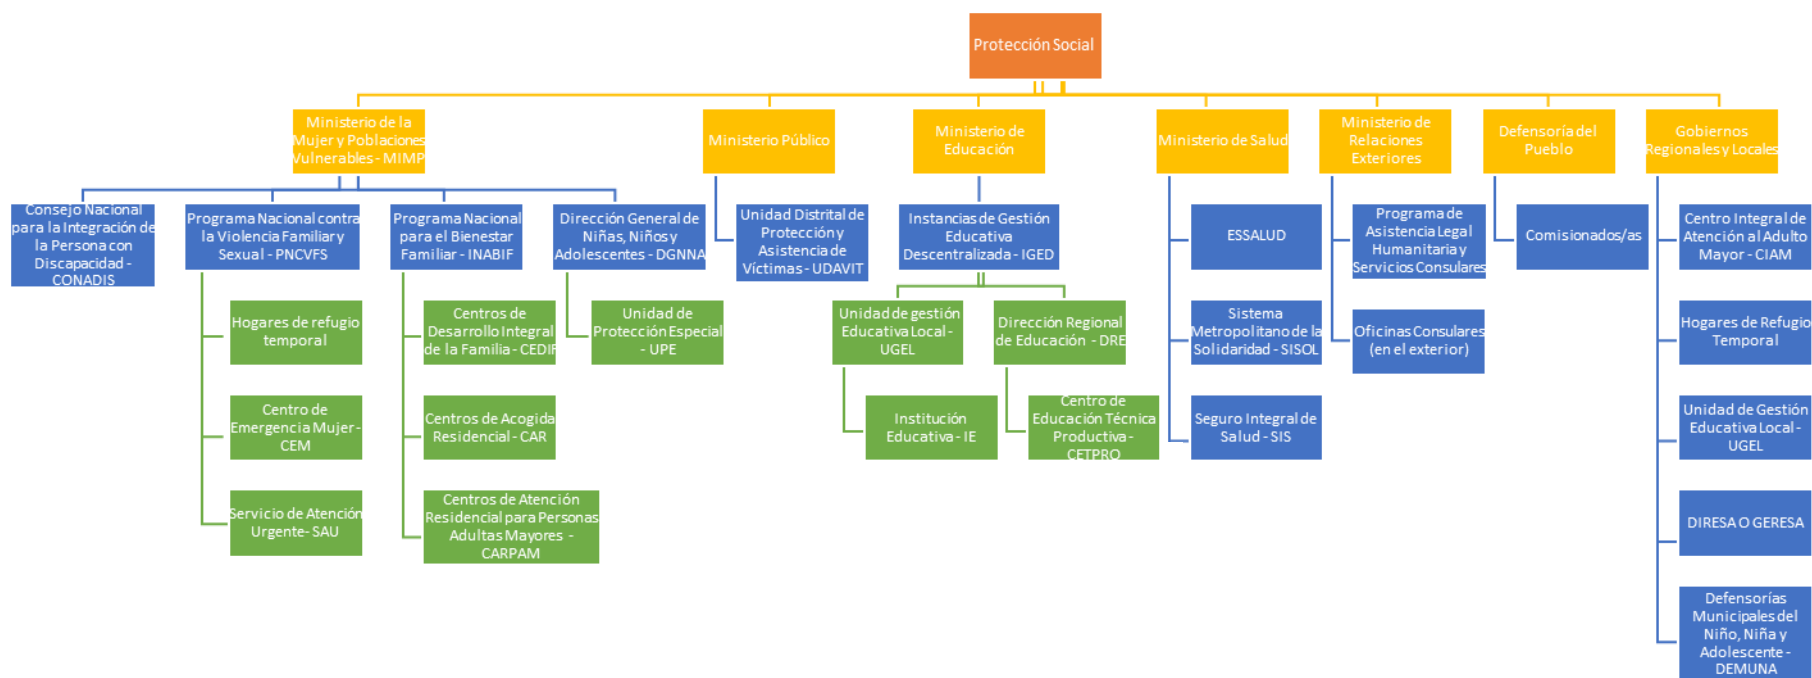 Protección Social
Ministerio de la
Mujer y Poblaciones
Vulnerables - MIMP
Ministerio Público
Ministerio de
Educación
Ministerio de Salud
Ministerio de
Relaciones
Exteriores
Defensoría del
Pueblo
Gobiernos
Regionales y Locales
Consejo Nacional
para la Integración de
la Persona con
Discapacidad -
CONADIS
Programa Nacional contra
la Violencia Familiar y
Sexual - PNCVFS
Programa Nacional
para el Bienestar
Familiar - INABIF
Dirección General de
Niñas, Niños y
Adolescentes - DGNNA
Unidad Distrital de
Protección y
Asistencia de
Víctimas - UDAVIT
Instancias de Gestión
Educativa
Descentralizada - IGED
ESSALUD
Programa de
Asistencia Legal
Humanitaria y
Servicios Consulares
Comisionados/as
Centro Integral de
Atención al Adulto
Mayor - CIAM
Hogares de refugio
temporal
Centros de
Desarrollo Integral
de la Familia - CEDIF
Unidad de
Protección Especial
- UPE
Unidad de gestión
Educativa Local -
UGEL
Dirección Regional
de Educación - DRE
Sistema
Metropolitano de la
Solidaridad - SISOL
Oficinas Consulares
(en el exterior)
Hogares de Refugio
Temporal
Centro de
Emergencia Mujer -
CEM
Centros de Acogida
Residencial - CAR
Institución
Educativa - IE
Centro de
Educación Técnica
Productiva -
CETPRO
Seguro Integral de
Salud - SIS
Unidad de Gestión
Educativa Local -
UGEL
Servicio de Atención
Urgente- SAU
Centros de Atención
Residencial para Personas
Adultas Mayores -
CARPAM
DIRESA O GERESA
Defensorías
Municipales del
Niño, Niña y
Adolescente -
DEMUNA